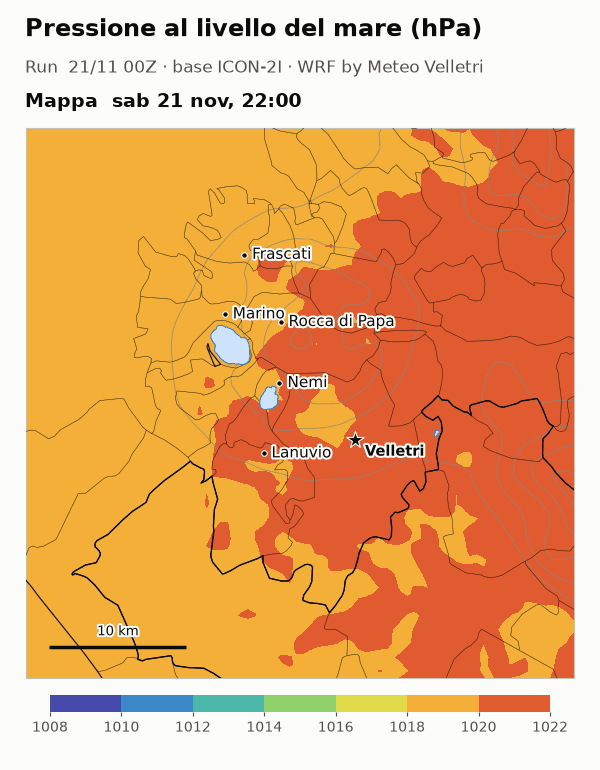 Pressione al livello del mare (hPa)
Run  21/11 00Z · base ICON-2I · WRF by Meteo Velletri
Mappa  sab 21 nov, 22:00
Frascati
Marino
Rocca di Papa
Nemi
Velletri
Lanuvio
10 km
1008 1010 1012 1014 1016 1018 1020 1022